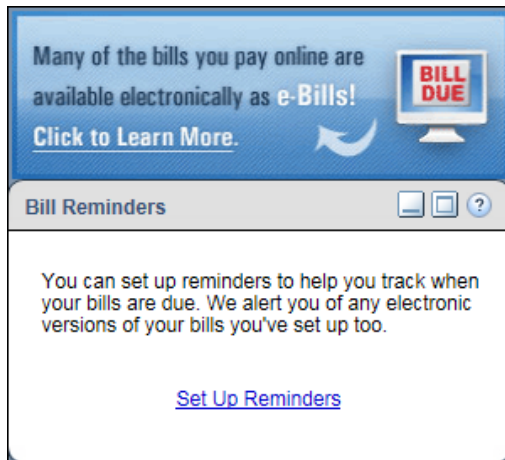 Many of the bills you pay online are
available electronically as e-Bills!
Click to Learn More.
BILL
DUE
Bill Reminders
?
You can set up reminders to help you track when
your bills are due. We alert you of any electronic
versions of your bills you've set up too.
Set Up Reminders